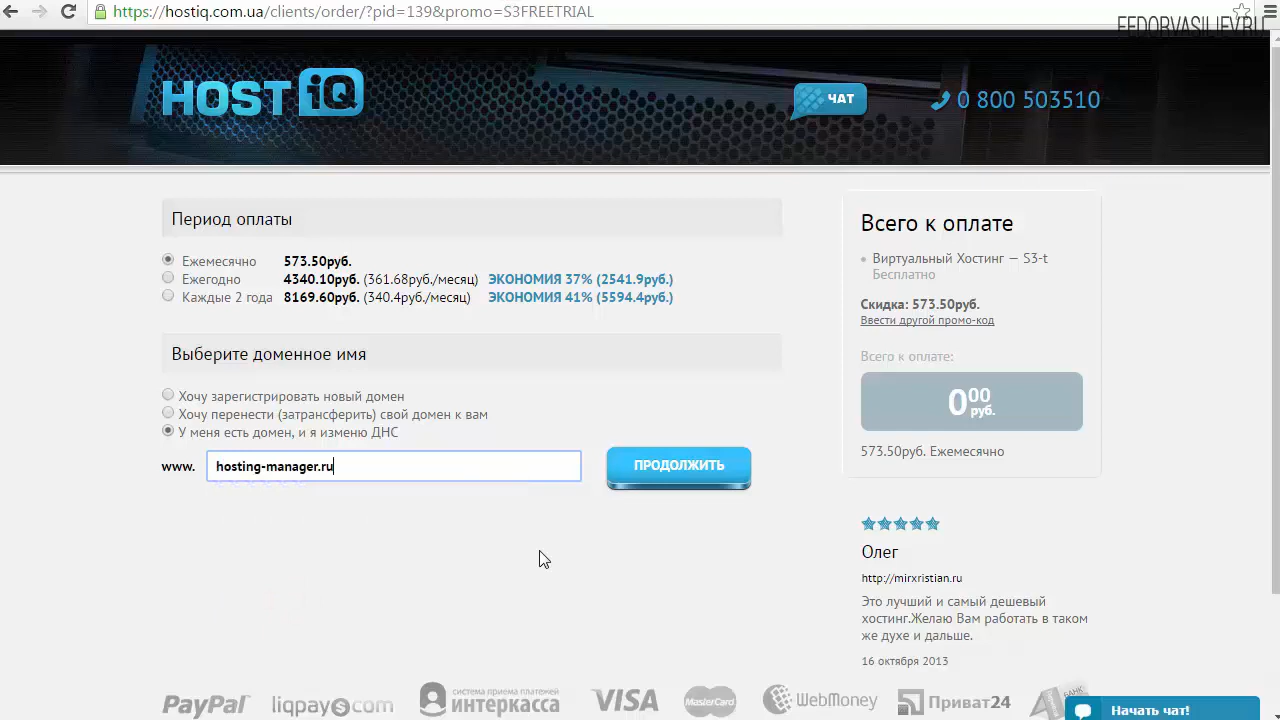 https://hostiq.com.ua/clients/order/?pid=139&promo=S3FREETRIAL
FEDORVASILJEV.RU
HOST iQ
ЧАТ
0 800 503510
Период оплаты
Ежемесячно 573.50руб.
Ежегодно 4340.10руб. (361.68руб./месяц) ЭКОНОМИЯ 37% (2541.9руб.)
Каждые 2 года 8169.60руб. (340.4руб./месяц) ЭКОНОМИЯ 41% (5594.4руб.)
Выберите доменное имя
Хочу зарегистрировать новый домен
Хочу перенести (затрансферить) свой домен к вам
У меня есть домен, и я изменю ДНС
www. hosting-manager.ru
ПРОДОЛЖИТЬ
Всего к оплате
Виртуальный Хостинг — S3-t
Бесплатно
Скидка: 573.50руб.
Ввести другой промо-код
Всего к оплате:
0 00 руб.
573.50руб. Ежемесячно
Олег
http://mirxristian.ru
Это лучший и самый дешевый
хостинг.Желаю Вам работать в таком
же духе и дальше.
16 октября 2013
PayPal
liqpay$com
система приема платежей
интеркасса
VISA
MasterCard
WebMoney
Приват24
БАНК
Начать чат!